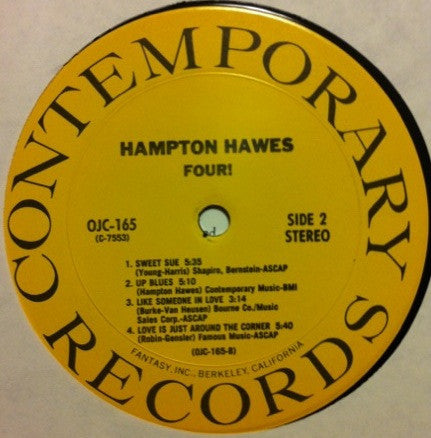 CONTEMPORARY RECORDS
HAMPTON HAWES
FOUR!
OJC-165
(C-7553)
SIDE 2
STEREO
1. SWEET SUE 5:35
(Young-Harris) Shapiro, Bernstein-ASCAP
2. UP BLUES 5:10
(Hampton Hawes) Contemporary Music-BMI
3. LIKE SOMEONE IN LOVE 3:14
(Burke-Van Heusen) Bourne Co./Music
Sales Corp.-ASCAP
4. LOVE IS JUST AROUND THE CORNER 5:40
(Robin-Gensler) Famous Music-ASCAP
(OJC-165-B)
FANTASY, INC., BERKELEY, CALIFORNIA